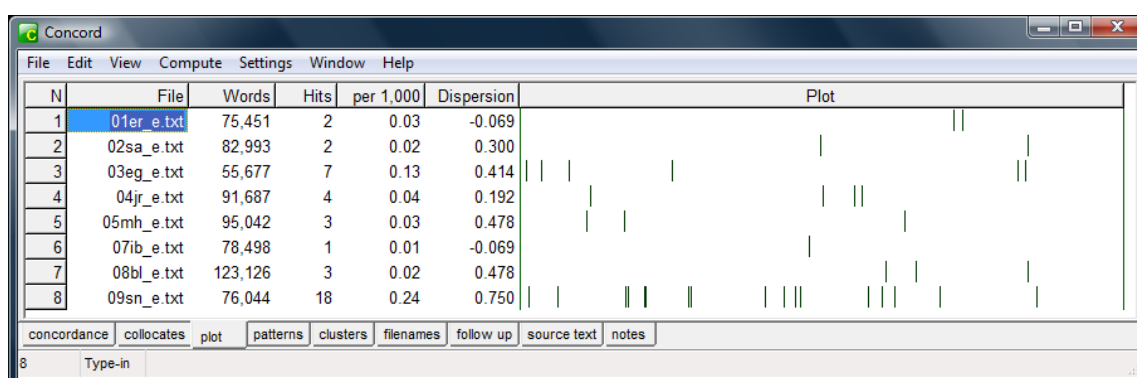 Concord
File Edit View Compute Settings Window Help
N File Words Hits per 1,000 Dispersion Plot
1 01er_e.txt 75,451 2 0.03 -0.069
2 02sa_e.txt 82,993 2 0.02 0.300
3 03eg_e.txt 55,677 7 0.13 0.414
4 04jr_e.txt 91,687 4 0.04 0.192
5 05mh_e.txt 95,042 3 0.03 0.478
6 07ib_e.txt 78,498 1 0.01 -0.069
7 08bl_e.txt 123,126 3 0.02 0.478
8 09sn_e.txt 76,044 18 0.24 0.750
concordance collocates plot patterns clusters filenames follow up source text notes
8 Type-in